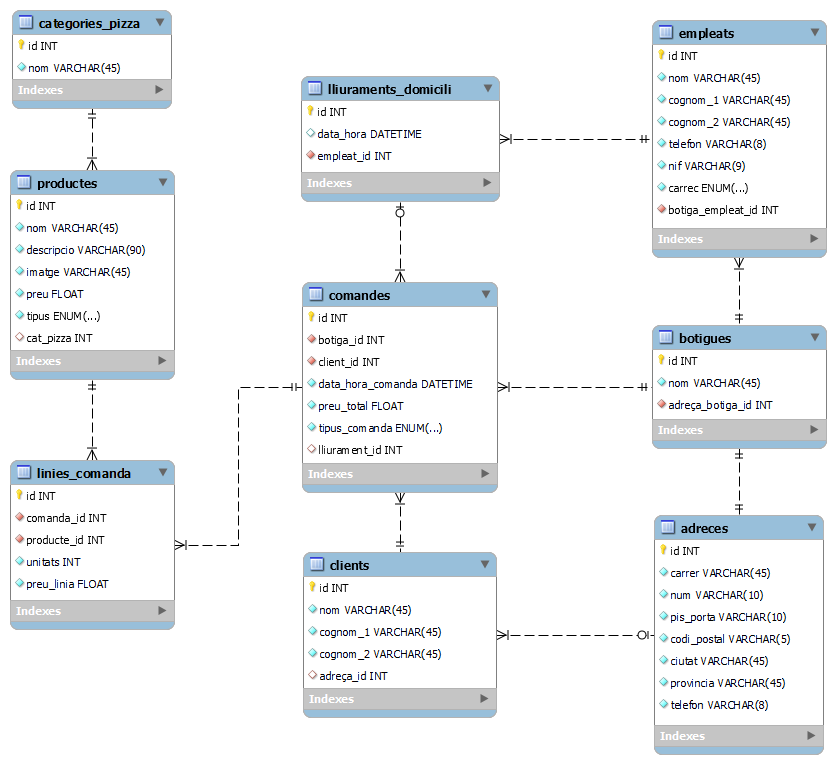 categories_pizza
id INT
nom VARCHAR(45)
Indexes
productes
id INT
nom VARCHAR(45)
descripcio VARCHAR(90)
imatge VARCHAR(45)
preu FLOAT
tipus ENUM(...)
cat_pizza INT
Indexes
linies_comanda
id INT
comanda_id INT
producte_id INT
unitats INT
preu_linia FLOAT
Indexes
lliuraments_domicili
id INT
data_hora DATETIME
empleat_id INT
Indexes
comandes
id INT
botiga_id INT
client_id INT
data_hora_comanda DATETIME
preu_total FLOAT
tipus_comanda ENUM(...)
lliurament_id INT
Indexes
clients
id INT
nom VARCHAR(45)
cognom_1 VARCHAR(45)
cognom_2 VARCHAR(45)
adreça_id INT
Indexes
empleats
id INT
nom VARCHAR(45)
cognom_1 VARCHAR(45)
cognom_2 VARCHAR(45)
telefon VARCHAR(8)
nif VARCHAR(9)
carrec ENUM(...)
botiga_empleat_id INT
Indexes
botigues
id INT
nom VARCHAR(45)
adreça_botiga_id INT
Indexes
adreces
id INT
carrer VARCHAR(45)
num VARCHAR(10)
pis_porta VARCHAR(10)
codi_postal VARCHAR(5)
ciutat VARCHAR(45)
provincia VARCHAR(45)
telefon VARCHAR(8)
Indexes